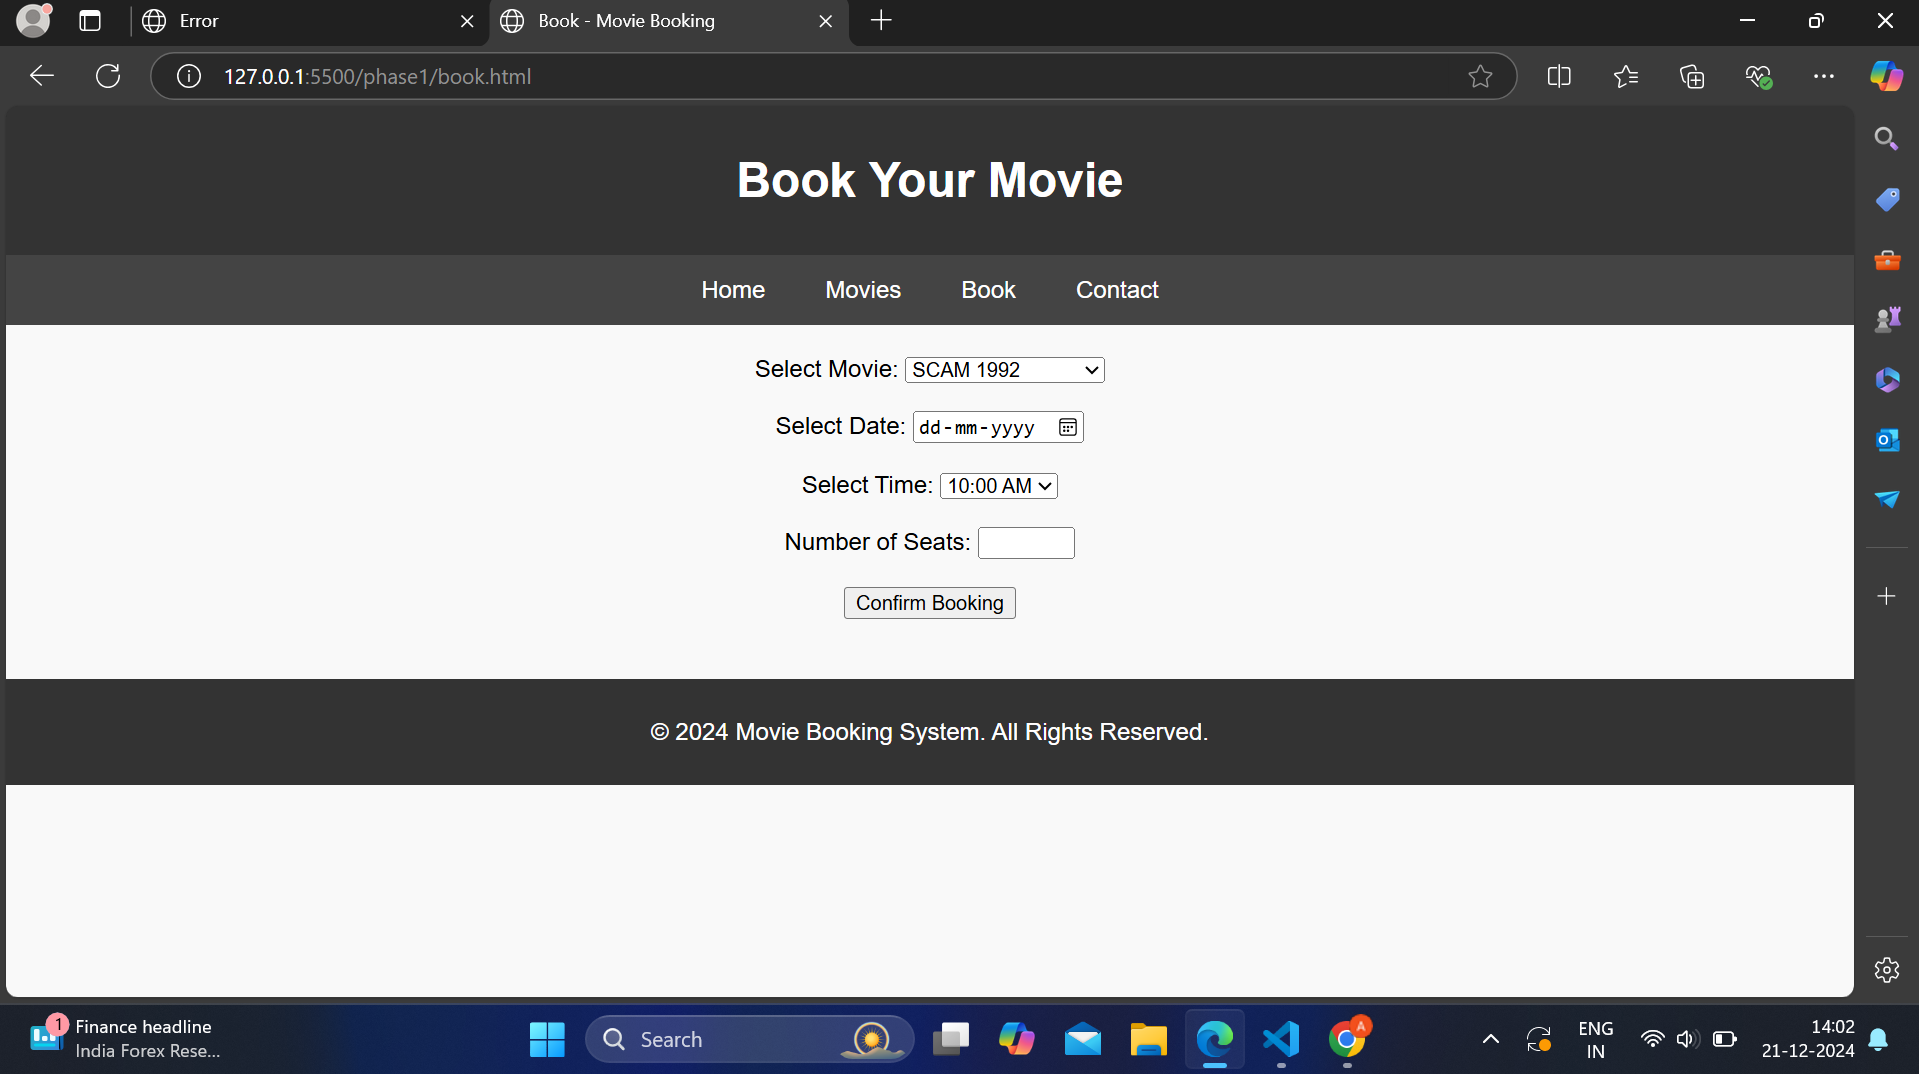 Error
Book - Movie Booking
127.0.0.1:5500/phase1/book.html
Book Your Movie
Home Movies Book Contact
Select Movie: SCAM 1992
Select Date: dd-mm-yyyy
Select Time: 10:00 AM
Number of Seats:
Confirm Booking
© 2024 Movie Booking System. All Rights Reserved.
1
Finance headline
India Forex Rese...
Search
A
ENG
IN
14:02
21-12-2024